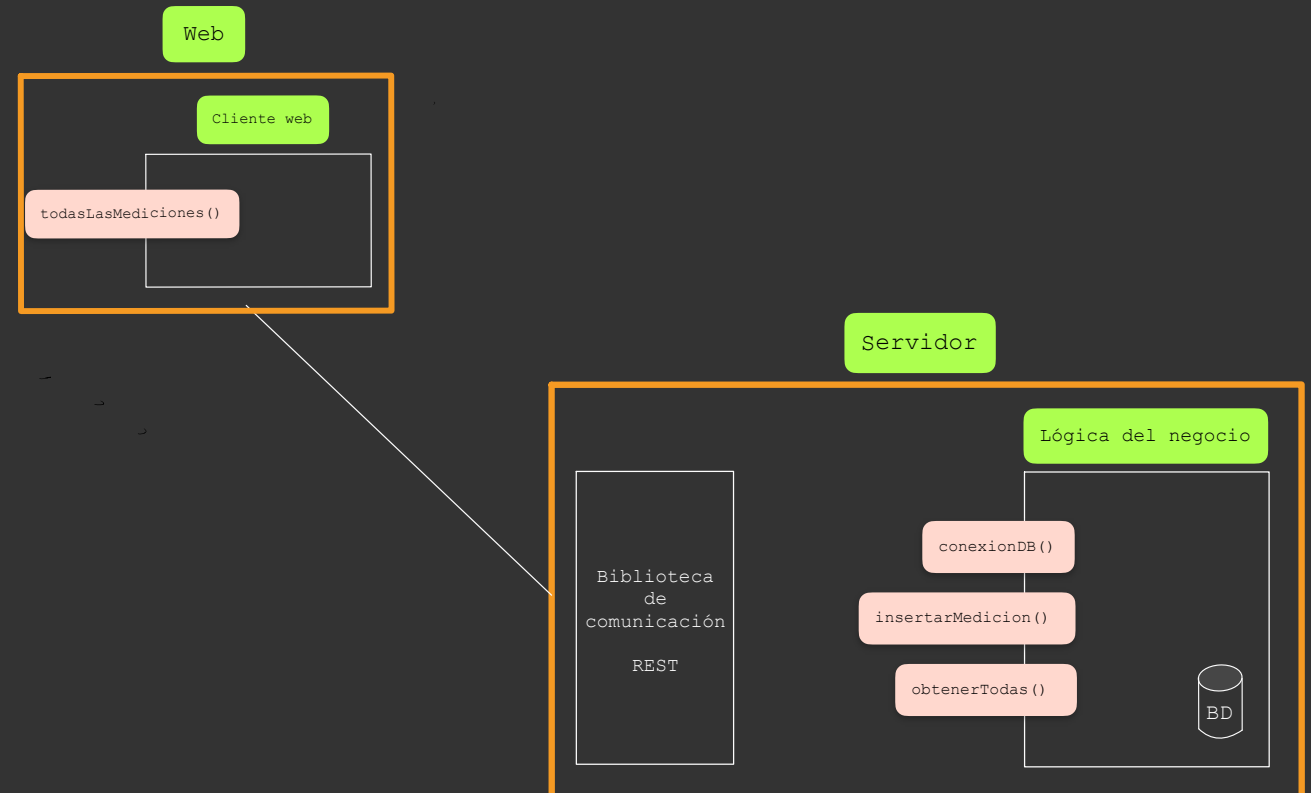 Web
Cliente web
todasLasMediciones()
Servidor
Lógica del negocio
Biblioteca
de
comunicación
REST
conexionDB()
insertarMedicion()
obtenerTodas()
BD